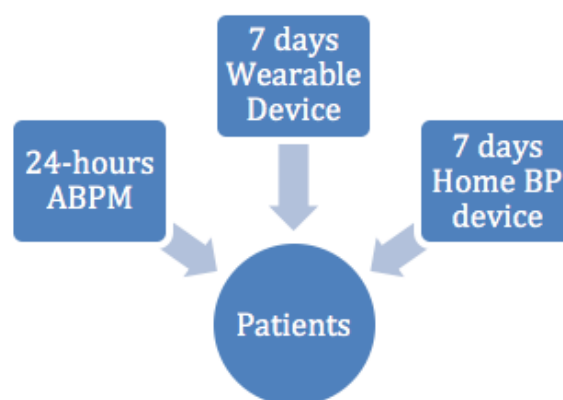 7 days
Wearable
Device
24-hours
ABPM
7 days
Home BP
device
Patients